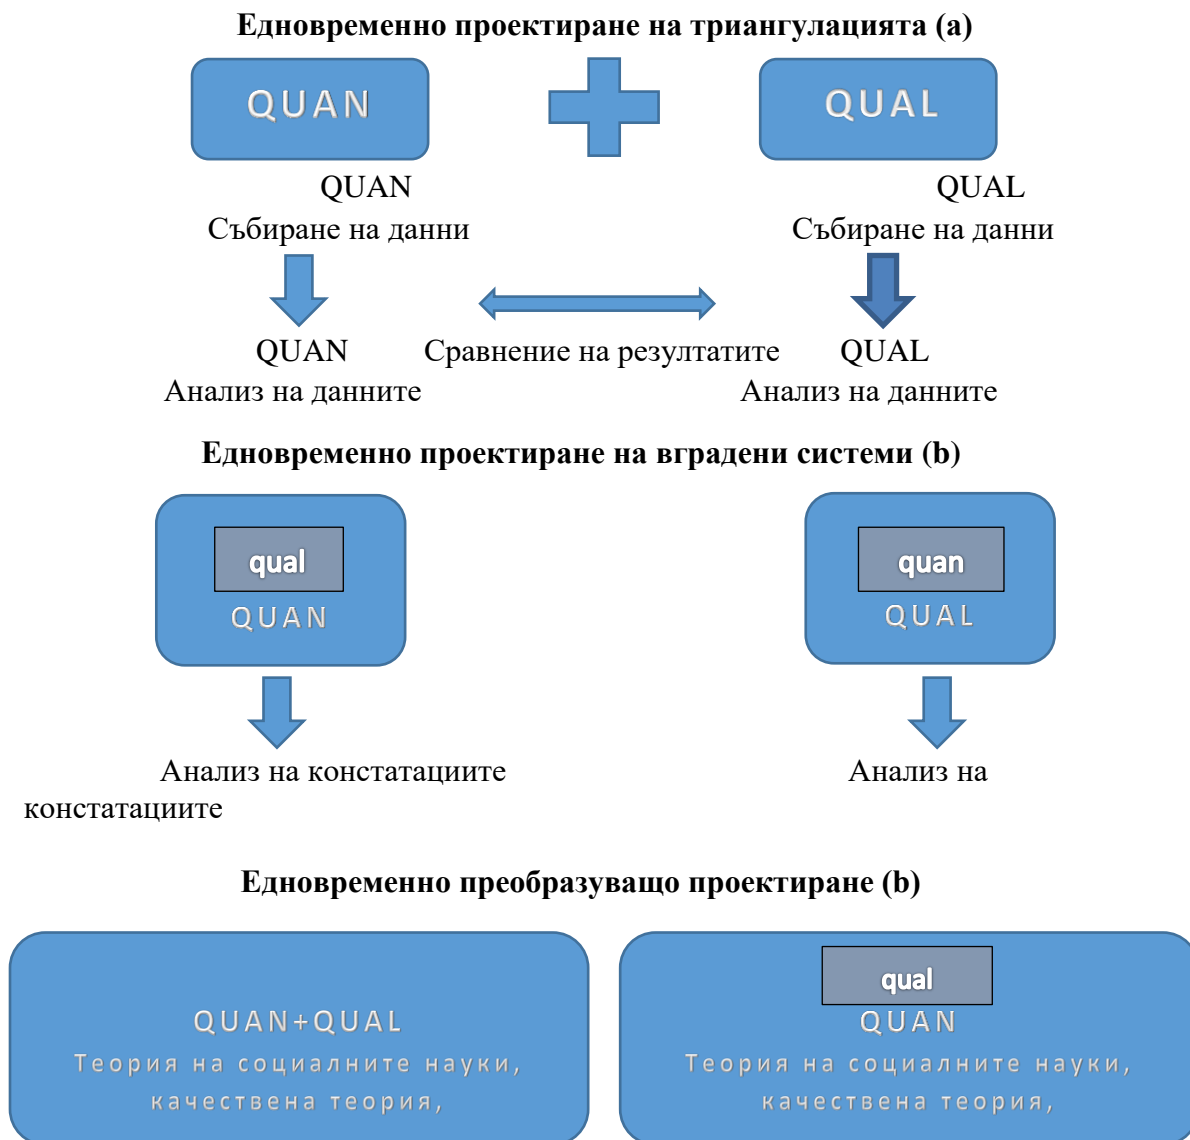 Едновременно проектиране на триангулацията (a)
QUAN
QUAL
QUAN QUAL
Събиране на данни Събиране на данни
QUAN Сравнение на резултатите QUAL
Анализ на данните Анализ на данните
Едновременно проектиране на вградени системи (b)
qual
QUAN
quan
QUAL
Анализ на констатациите Анализ на
констатациите
Едновременно преобразуващо проектиране (b)
QUAN+QUAL
Теория на социалните науки,
качествена теория,
qual
QUAN
Теория на социалните науки,
качествена теория,